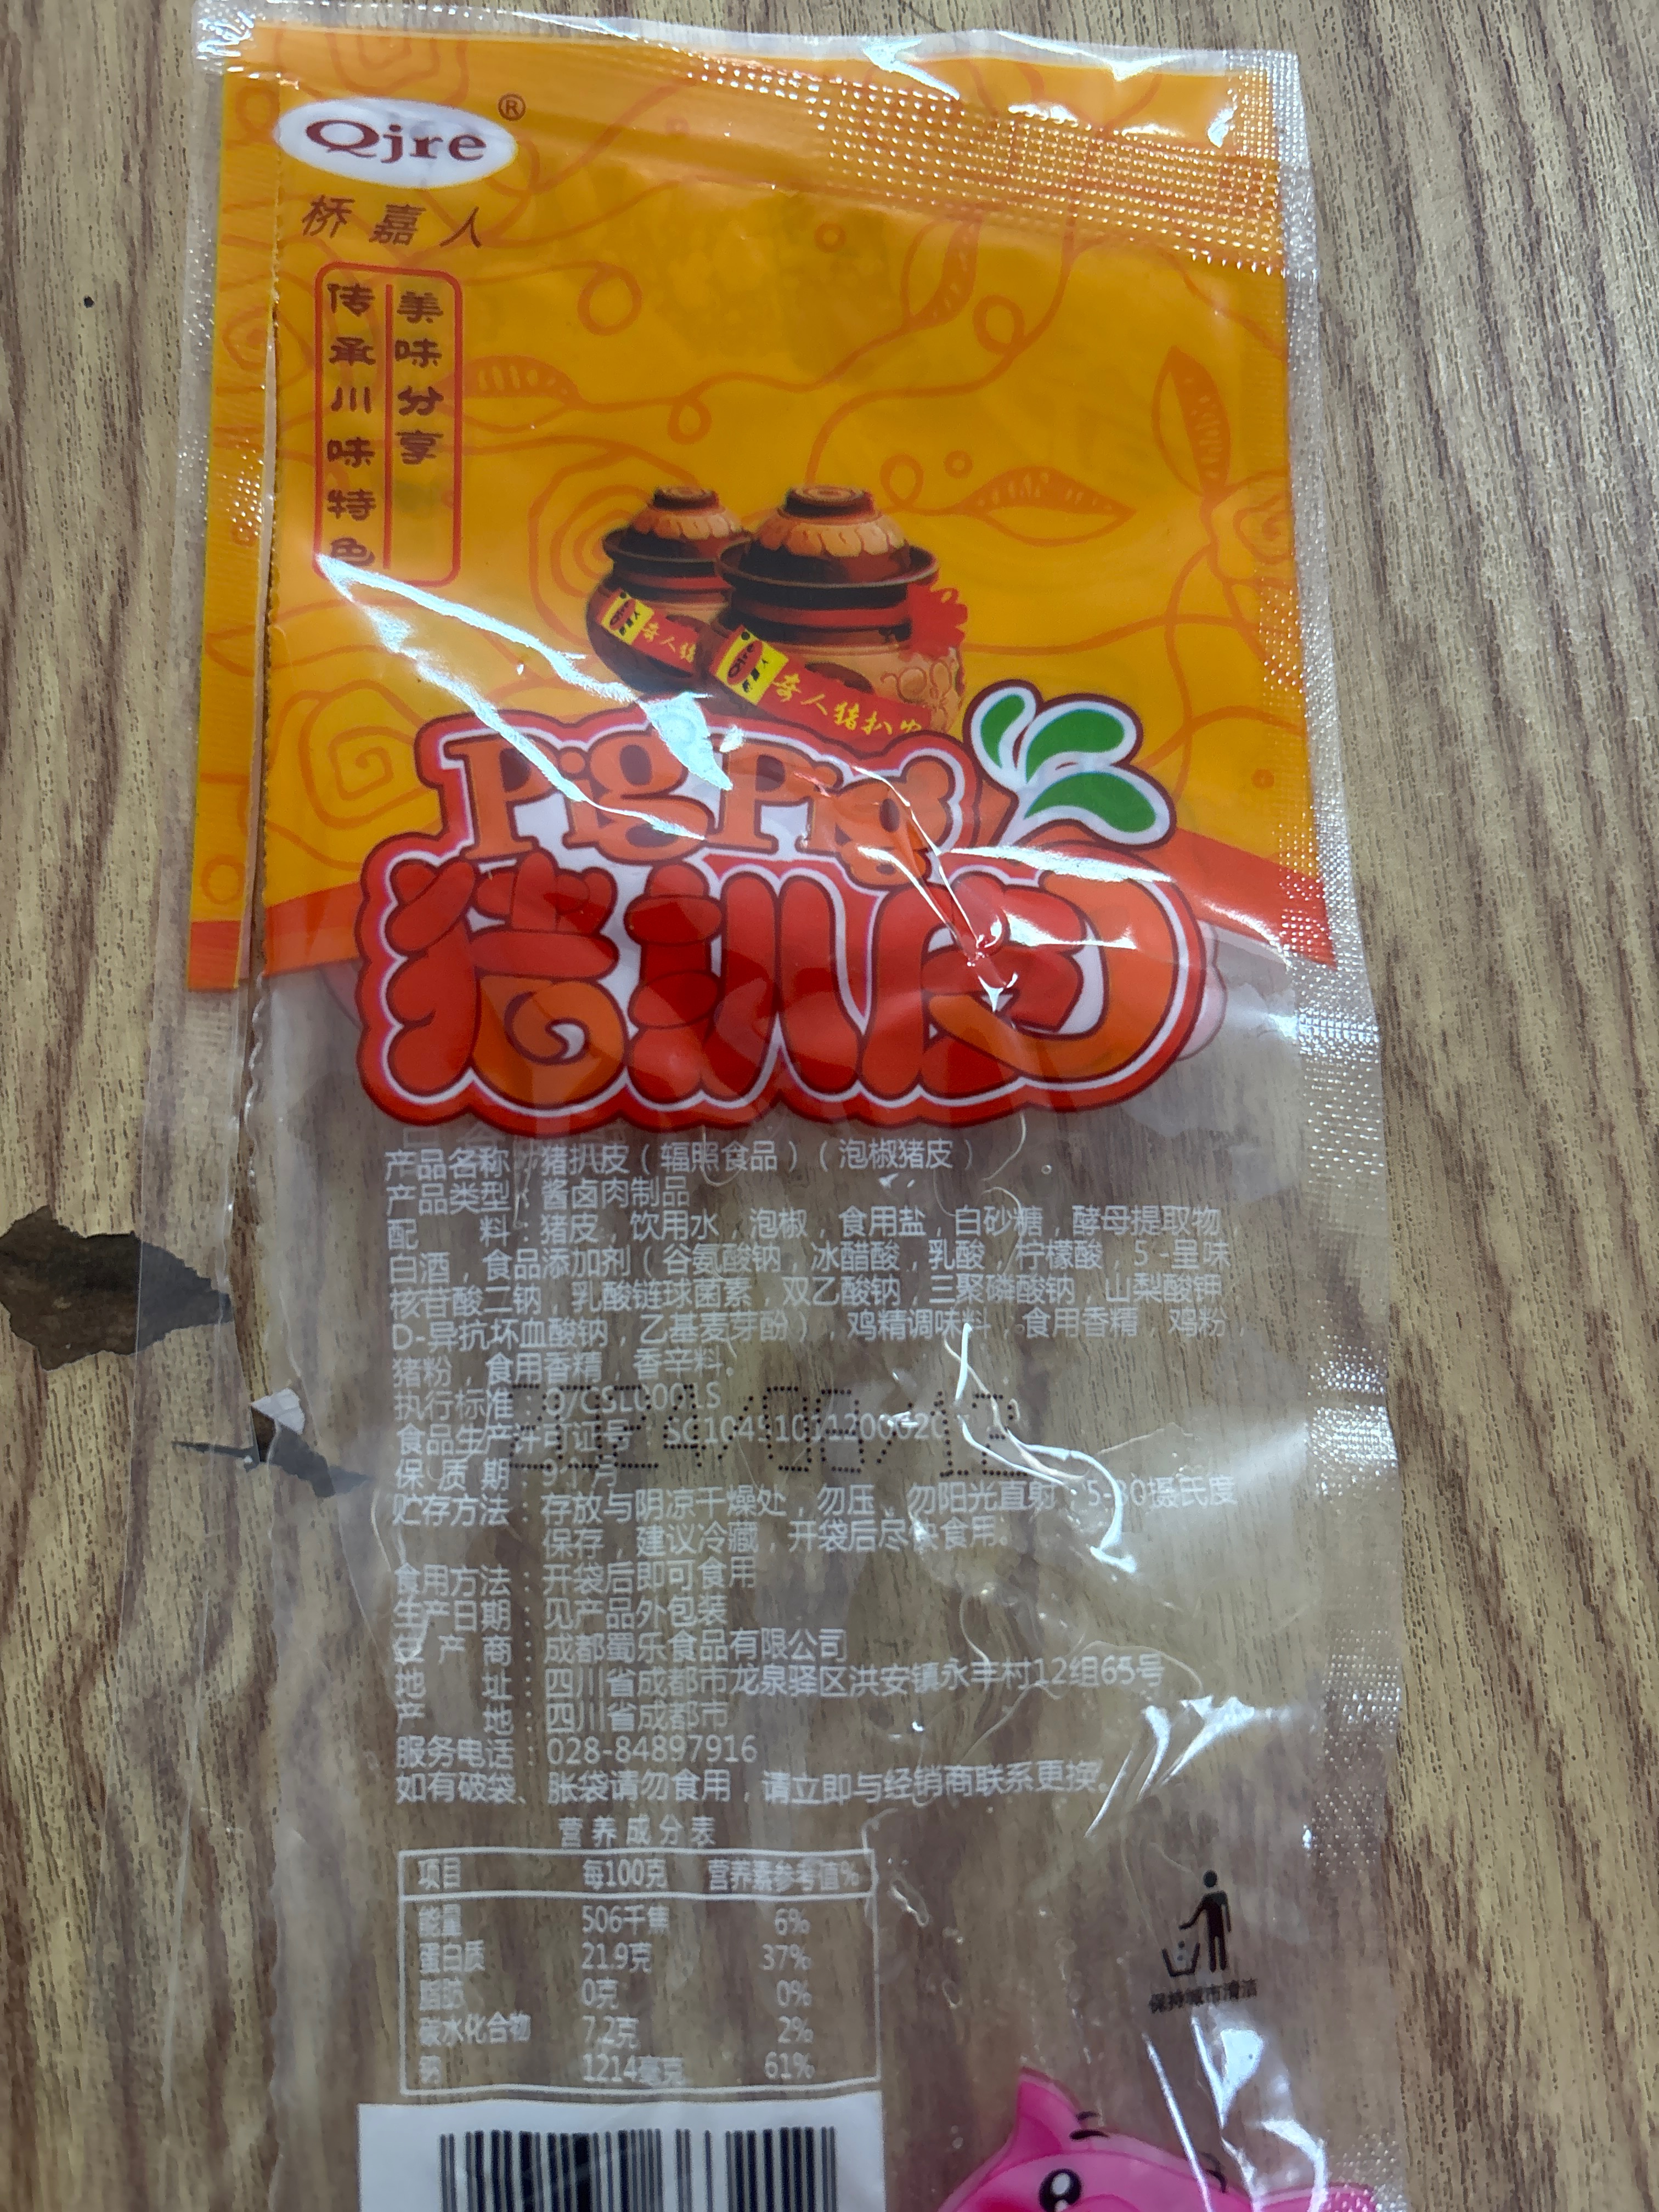 Qjre®
桥嘉人
美味分享
传承川味特色
Qjre
奇人猪
Qjre
奇人猪扒
PigPig
猪扒皮
产品名称：猪扒皮（辐照食品）（泡椒猪皮）
产品类型：酱卤肉制品
配 料：猪皮，饮用水，泡椒，食用盐，白砂糖，酵母提取物，
白酒，食品添加剂（谷氨酸钠，冰醋酸，乳酸，柠檬酸，5-呈味
核苷酸二钠，乳酸链球菌素，双乙酸钠，三聚磷酸钠，山梨酸钾
D-异抗坏血酸钠，乙基麦芽酚），鸡精调味料，食用香精，鸡粉，
猪粉，食用香精，香辛料。
执行标准：Q/CSL0001S
食品生产许可证号
2024/08/12
保 质 期：9个月
贮存方法：存放与阴凉干燥处，勿压，勿阳光直射，5-30摄氏度
保存，建议冷藏，开袋后尽快食用。
食用方法：开袋后即可食用
生产日期：见产品外包装
生 产 商：成都蜀乐食品有限公司
地 址：四川省成都市龙泉驿区洪安镇永丰村12组65号
产 地：四川省成都市
服务电话：028-84897916
如有破袋、胀袋请勿食用，请立即与经销商联系更换。
营养成分表
项目 每100克 营养素参考值%
能量 506千焦 6%
蛋白质 21.9克 37%
脂肪 0克 0%
碳水化合物 7.2克 2%
钠 1214毫克 61%
保持城市清洁